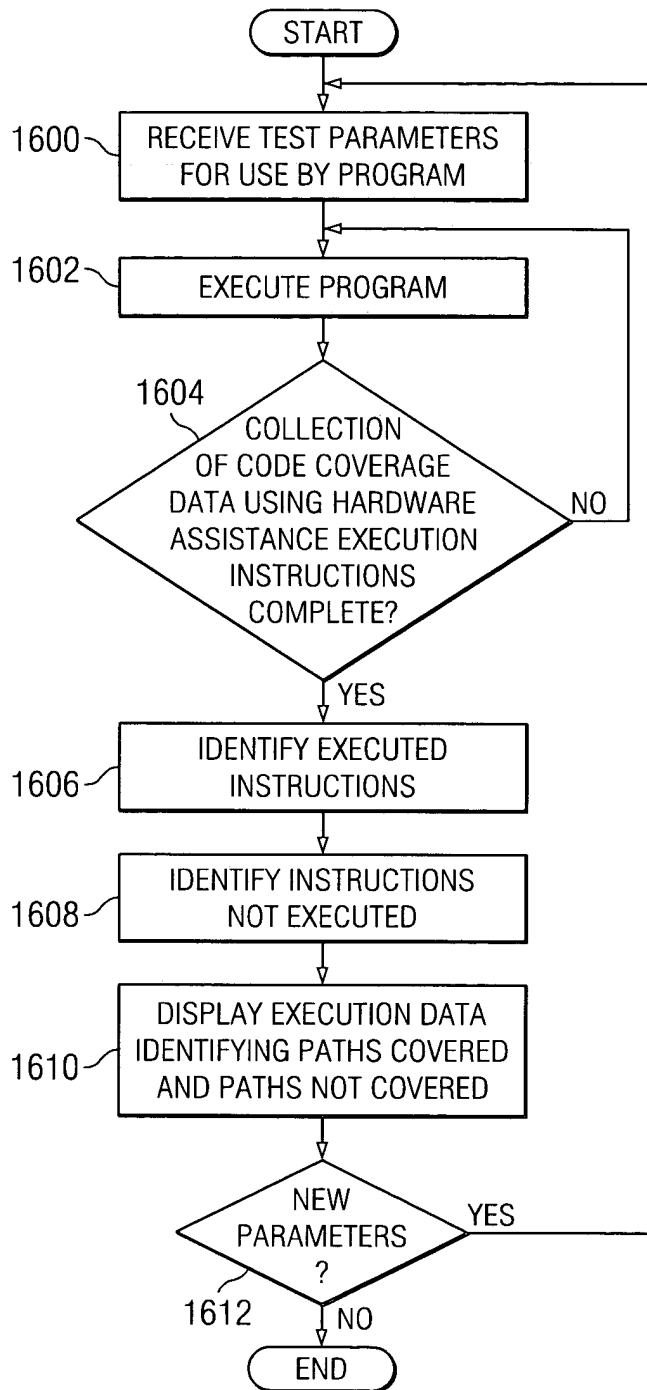 START
1600
RECEIVE TEST PARAMETERS
FOR USE BY PROGRAM
1602
EXECUTE PROGRAM
1604
COLLECTION
OF CODE COVERAGE
DATA USING HARDWARE
ASSISTANCE EXECUTION
INSTRUCTIONS
COMPLETE?
NO
YES
1606
IDENTIFY EXECUTED
INSTRUCTIONS
1608
IDENTIFY INSTRUCTIONS
NOT EXECUTED
1610
DISPLAY EXECUTION DATA
IDENTIFYING PATHS COVERED
AND PATHS NOT COVERED
NEW
PARAMETERS
?
YES
1612
NO
END